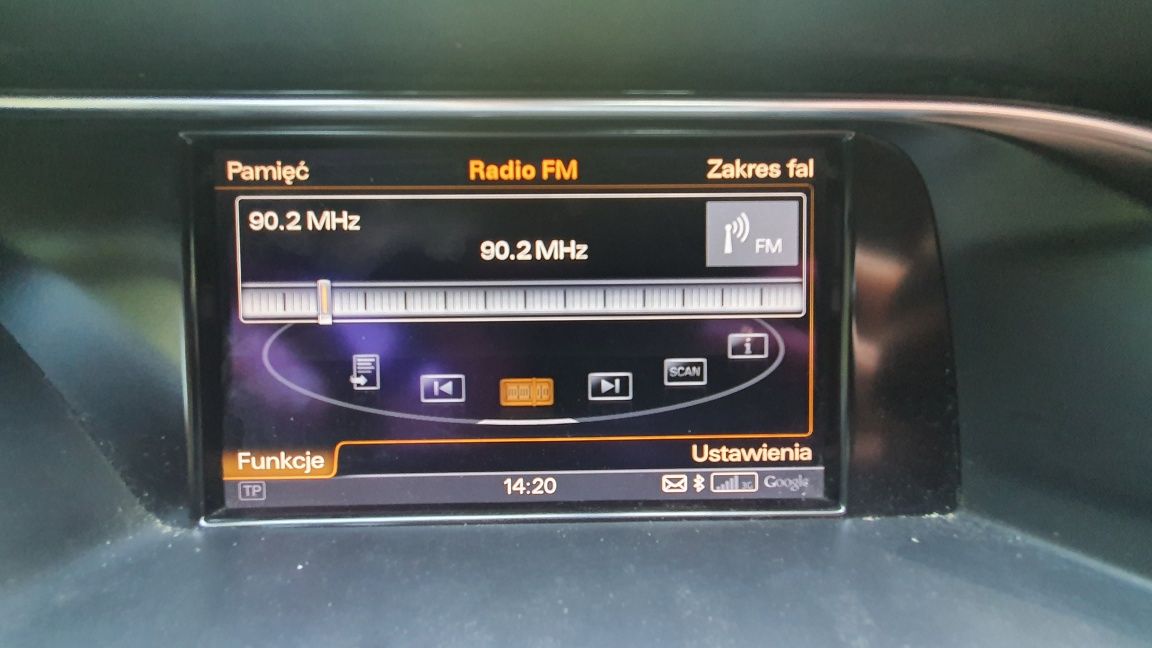 Pamięć Radio FM Zakres fal
90.2 MHz
90.2 MHz
FM
i
SCAN
Funkcje Ustawienia
TP 14:20 3G Google